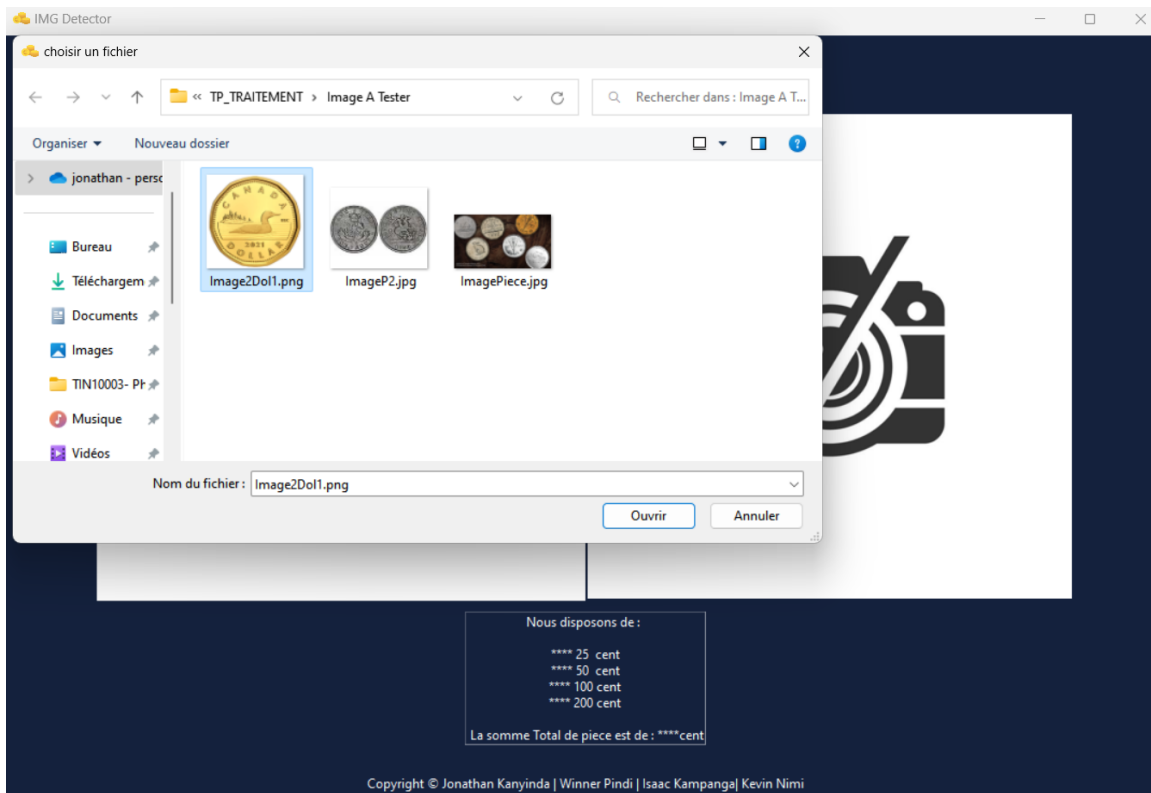 IMG Detector
choisir un fichier
« TP_TRAITEMENT › Image A Tester
Rechercher dans : Image A T...
Organiser
Nouveau dossier
?
jonathan - perso
CANADA
2021
DOLLAR
Image2Dol1.png
ImageP2.jpg
ImagePiece.jpg
Bureau
Téléchargem
Documents
Images
TIN10003- PH
Musique
Vidéos
Nom du fichier :
Image2Dol1.png
Ouvrir
Annuler
Nous disposons de :
**** 25 cent
**** 50 cent
**** 100 cent
**** 200 cent
La somme Total de piece est de : ****cent
Copyright © Jonathan Kanyinda | Winner Pindi | Isaac Kampanga| Kevin Nimi